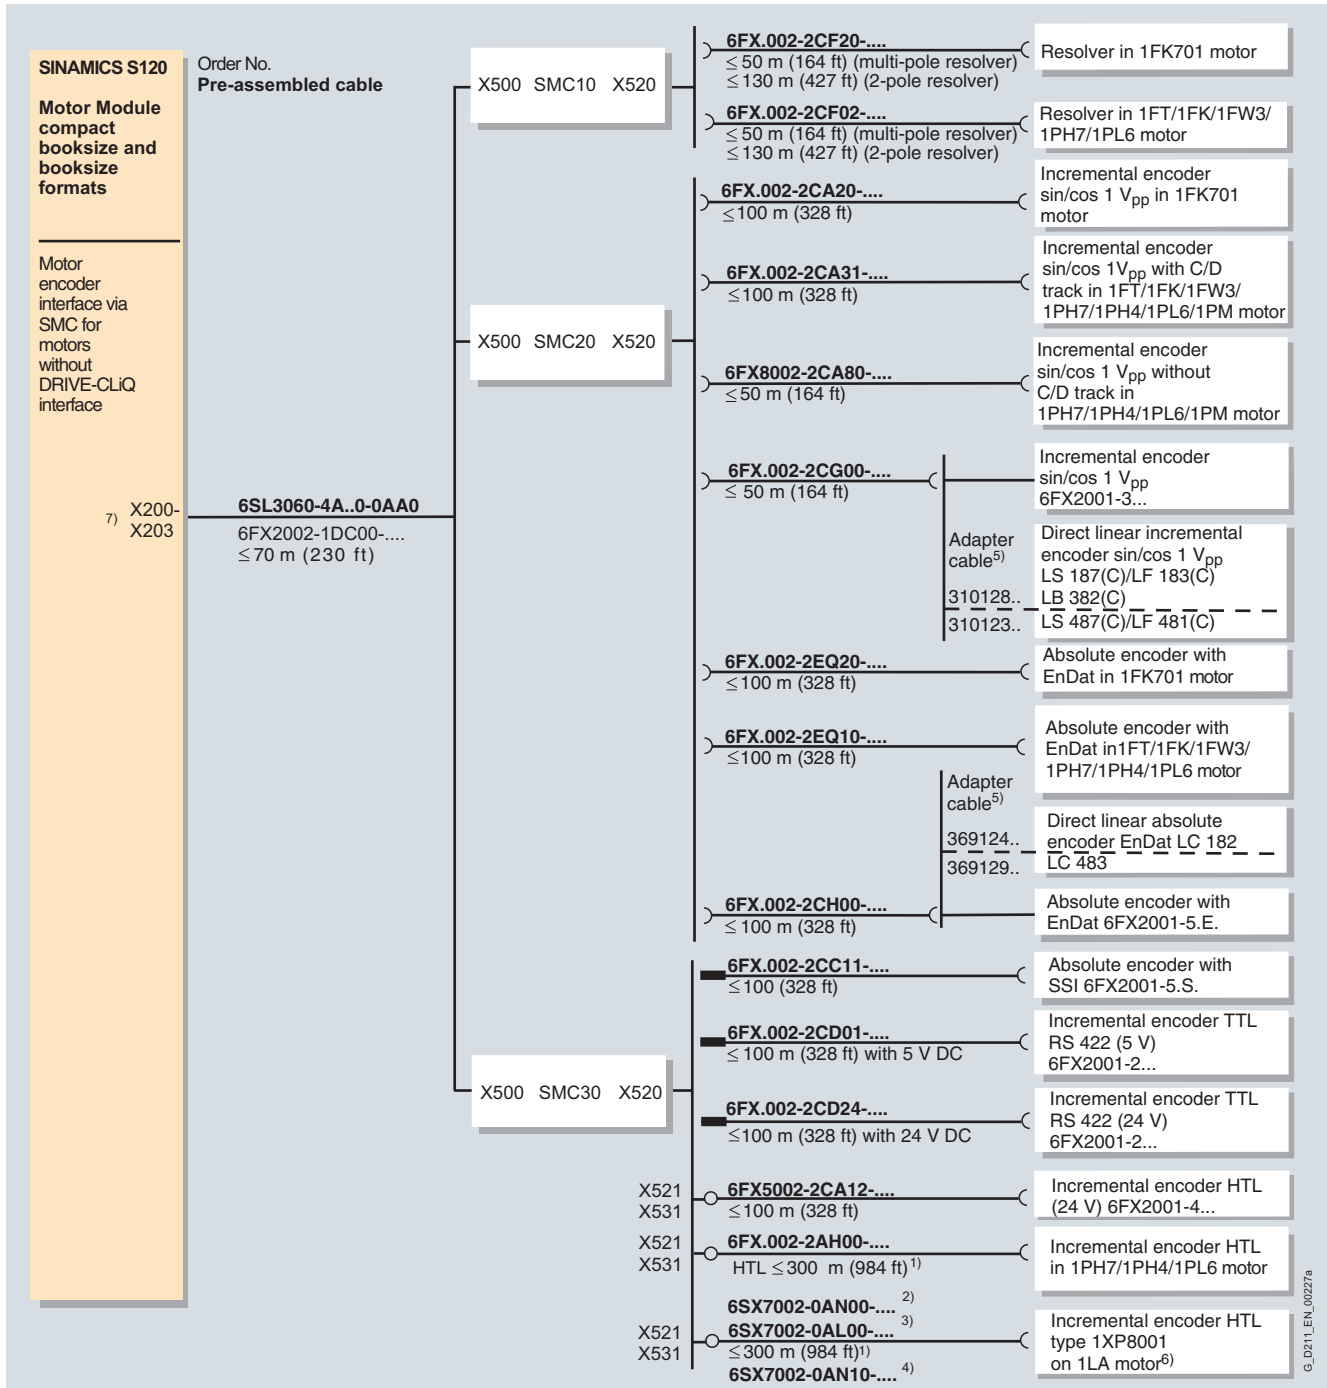 SINAMICS S120
Motor Module
compact
booksize and
booksize
formats
Motor
encoder
interface via
SMC for
motors
without
DRIVE-CLiQ
interface
7) X200-
X203
Order No.
Pre-assembled cable
6SL3060-4A..0-0AA0
6FX2002-1DC00-....
≤ 70 m (230 ft)
X500 SMC10 X520
6FX.002-2CF20-....
≤ 50 m (164 ft) (multi-pole resolver)
≤ 130 m (427 ft) (2-pole resolver)
Resolver in 1FK701 motor
6FX.002-2CF02-....
≤ 50 m (164 ft) (multi-pole resolver)
≤ 130 m (427 ft) (2-pole resolver)
Resolver in 1FT/1FK/1FW3/
1PH7/1PL6 motor
X500 SMC20 X520
6FX.002-2CA20-....
≤ 100 m (328 ft)
Incremental encoder
sin/cos 1 Vpp in 1FK701
motor
6FX.002-2CA31-....
≤ 100 m (328 ft)
Incremental encoder
sin/cos 1Vpp with C/D
track in 1FT/1FK/1FW3/
1PH7/1PH4/1PL6/1PM motor
6FX8002-2CA80-....
≤ 50 m (164 ft)
Incremental encoder
sin/cos 1 Vpp without
C/D track in
1PH7/1PH4/1PL6/1PM motor
6FX.002-2CG00-....
≤ 50 m (164 ft)
Incremental encoder
sin/cos 1 Vpp
6FX2001-3...
Adapter
cable5)
310128..
310123..
Direct linear incremental
encoder sin/cos 1 Vpp
LS 187(C)/LF 183(C)
LB 382(C)
LS 487(C)/LF 481(C)
6FX.002-2EQ20-....
≤ 100 m (328 ft)
Absolute encoder with
EnDat in 1FK701 motor
6FX.002-2EQ10-....
≤ 100 m (328 ft)
Absolute encoder with
EnDat in1FT/1FK/1FW3/
1PH7/1PH4/1PL6 motor
Adapter
cable5)
369124..
369129..
Direct linear absolute
encoder EnDat LC 182
LC 483
6FX.002-2CH00-....
≤ 100 m (328 ft)
Absolute encoder with
EnDat 6FX2001-5.E.
X500 SMC30 X520
6FX.002-2CC11-....
≤ 100 (328 ft)
Absolute encoder with
SSI 6FX2001-5.S.
6FX.002-2CD01-....
≤ 100 m (328 ft) with 5 V DC
Incremental encoder TTL
RS 422 (5 V)
6FX2001-2...
6FX.002-2CD24-....
≤100 m (328 ft) with 24 V DC
Incremental encoder TTL
RS 422 (24 V)
6FX2001-2...
X521
X531
6FX5002-2CA12-....
≤ 100 m (328 ft)
Incremental encoder HTL
(24 V) 6FX2001-4...
X521
X531
6FX.002-2AH00-....
HTL ≤ 300 m (984 ft)1)
Incremental encoder HTL
in 1PH7/1PH4/1PL6 motor
X521
X531
6SX7002-0AN00-.... 2)
6SX7002-0AL00-.... 3)
≤ 300 m (984 ft)1)
6SX7002-0AN10-.... 4)
Incremental encoder HTL
type 1XP8001
on 1LA motor6)
G_D211_EN_00227a